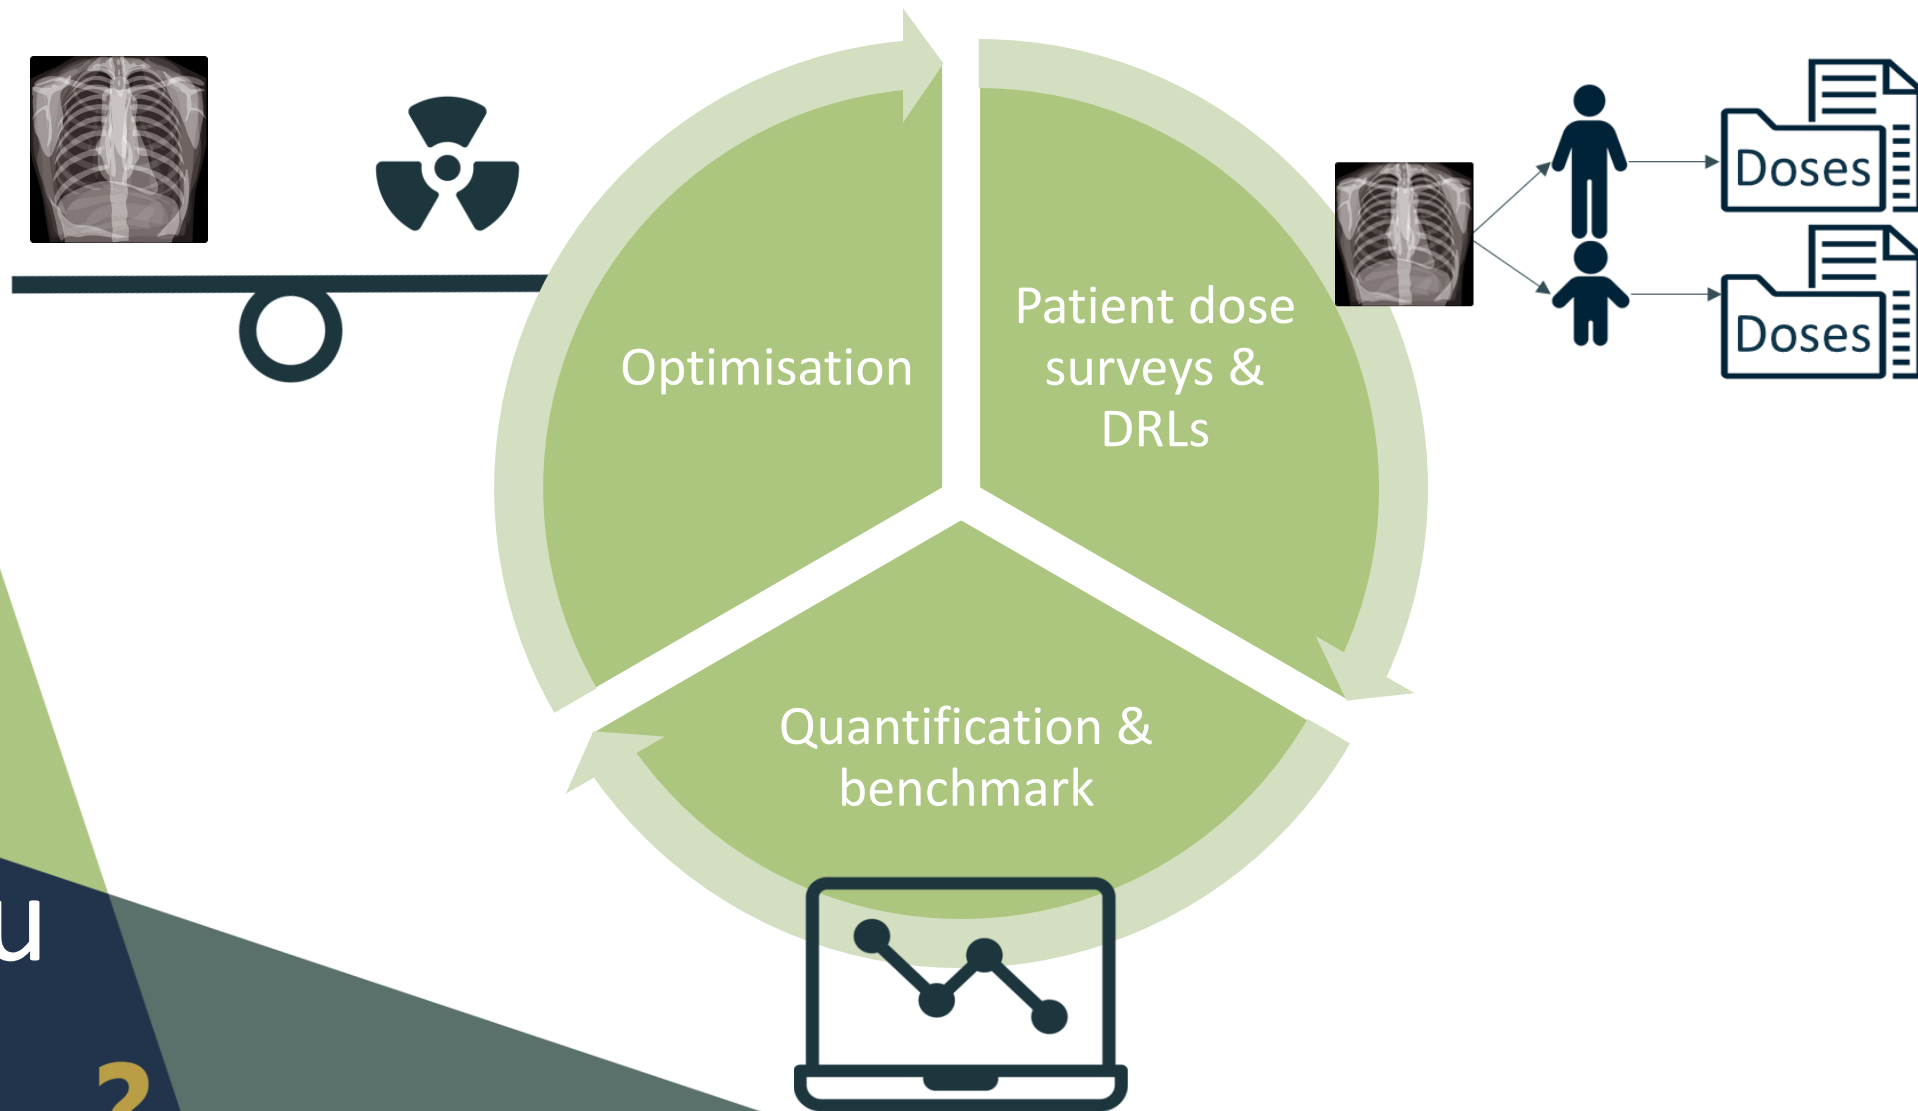 Optimisation
Patient dose
surveys &
DRLs
Doses
Doses
Quantification &
benchmark
u
?